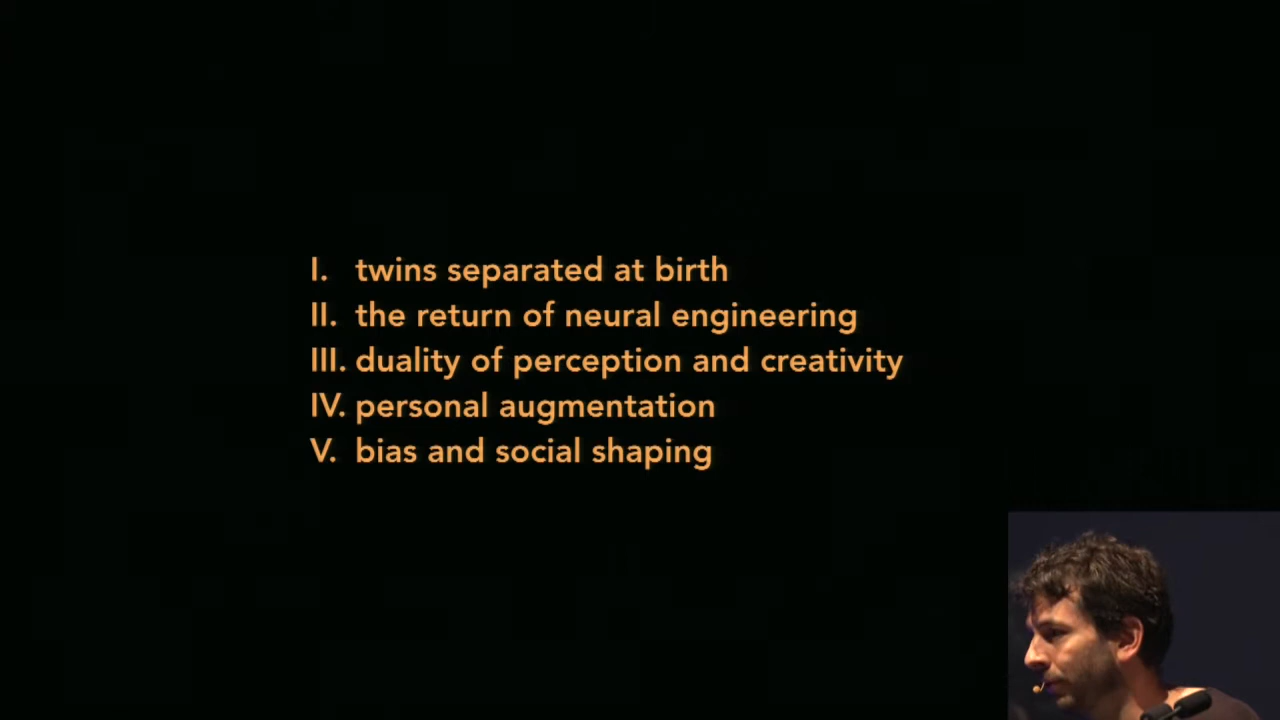 I. twins separated at birth
II. the return of neural engineering
III. duality of perception and creativity
IV. personal augmentation
V. bias and social shaping